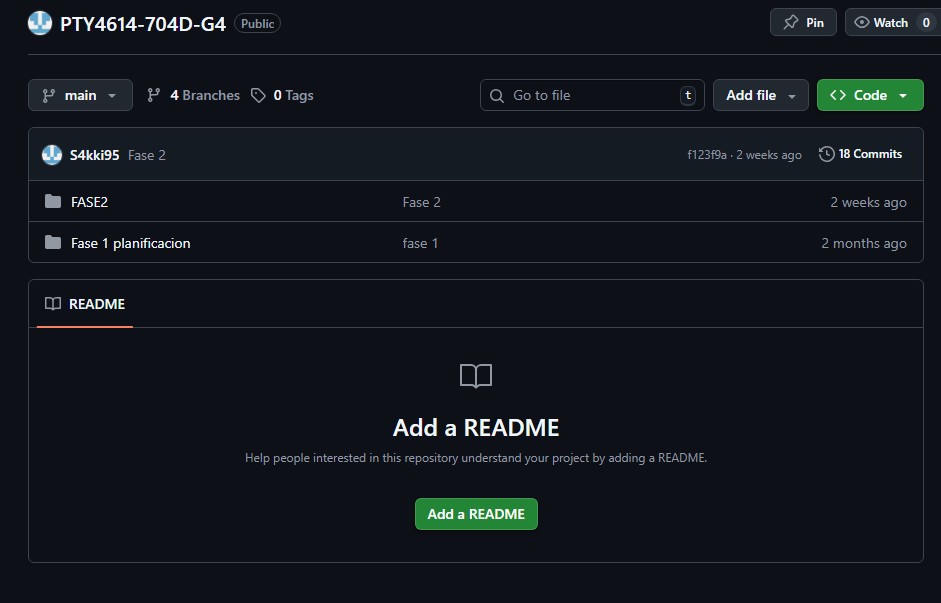 PTY4614-704D-G4 Public Pin Watch 0
main 4 Branches 0 Tags Go to file t Add file Code
S4kki95 Fase 2 f123f9a · 2 weeks ago 18 Commits
FASE2 Fase 2 2 weeks ago
Fase 1 planificacion fase 1 2 months ago
README
Add a README
Help people interested in this repository understand your project by adding a README.
Add a README